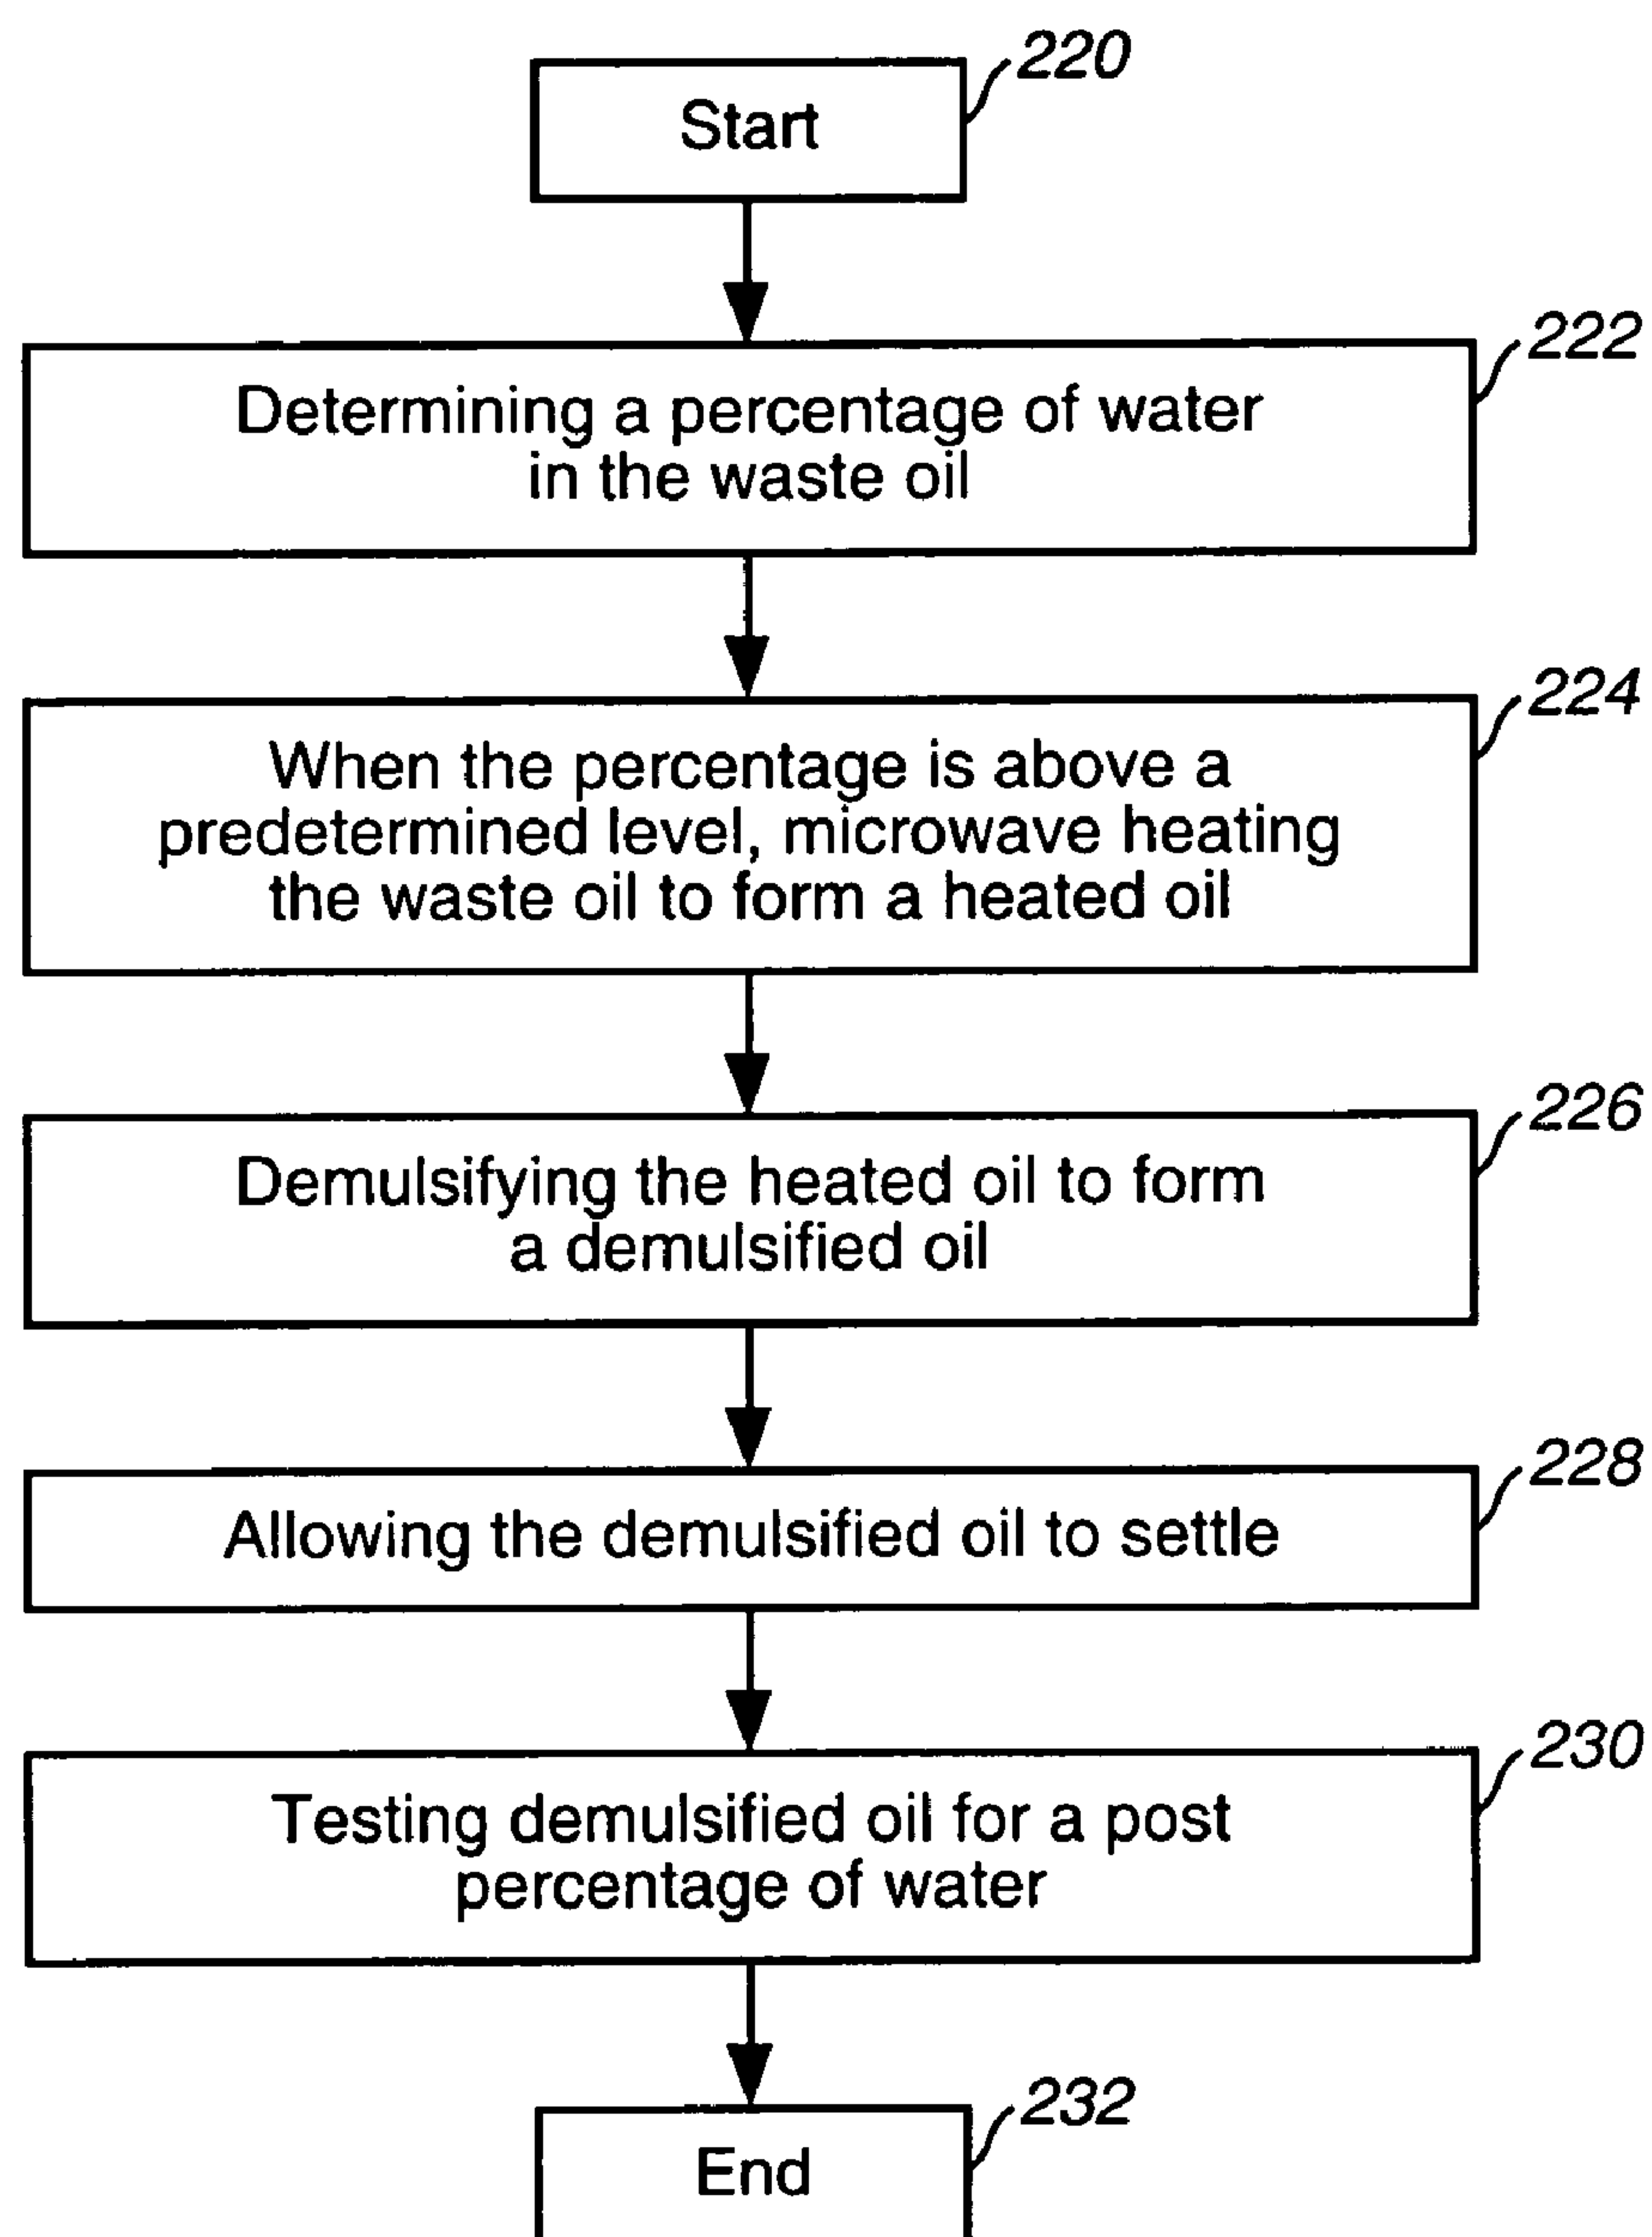 220
Start
222
Determining a percentage of water
in the waste oil
224
When the percentage is above a
predetermined level, microwave heating
the waste oil to form a heated oil
226
Demulsifying the heated oil to form
a demulsified oil
228
Allowing the demulsified oil to settle
230
Testing demulsified oil for a post
percentage of water
232
End